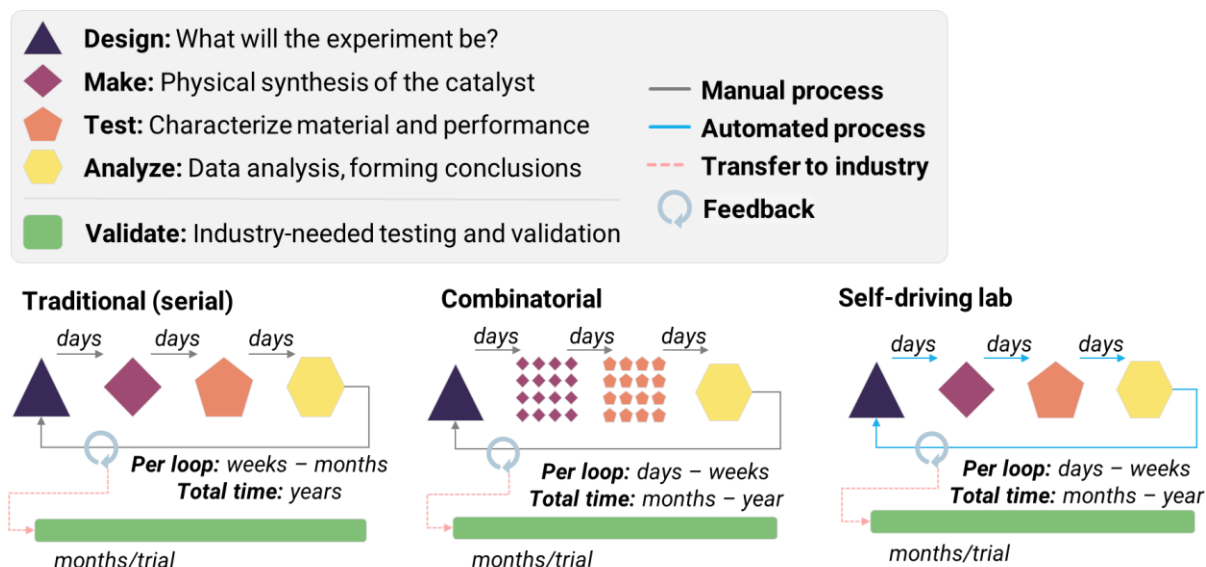 Design: What will the experiment be?
Make: Physical synthesis of the catalyst
Test: Characterize material and performance
Analyze: Data analysis, forming conclusions
Validate: Industry-needed testing and validation
Manual process
Automated process
Transfer to industry
Feedback
Traditional (serial)
days
days
days
Per loop: weeks – months
Total time: years
months/trial
Combinatorial
days
days
days
Per loop: days – weeks
Total time: months – year
months/trial
Self-driving lab
days
days
days
Per loop: days – weeks
Total time: months – year
months/trial